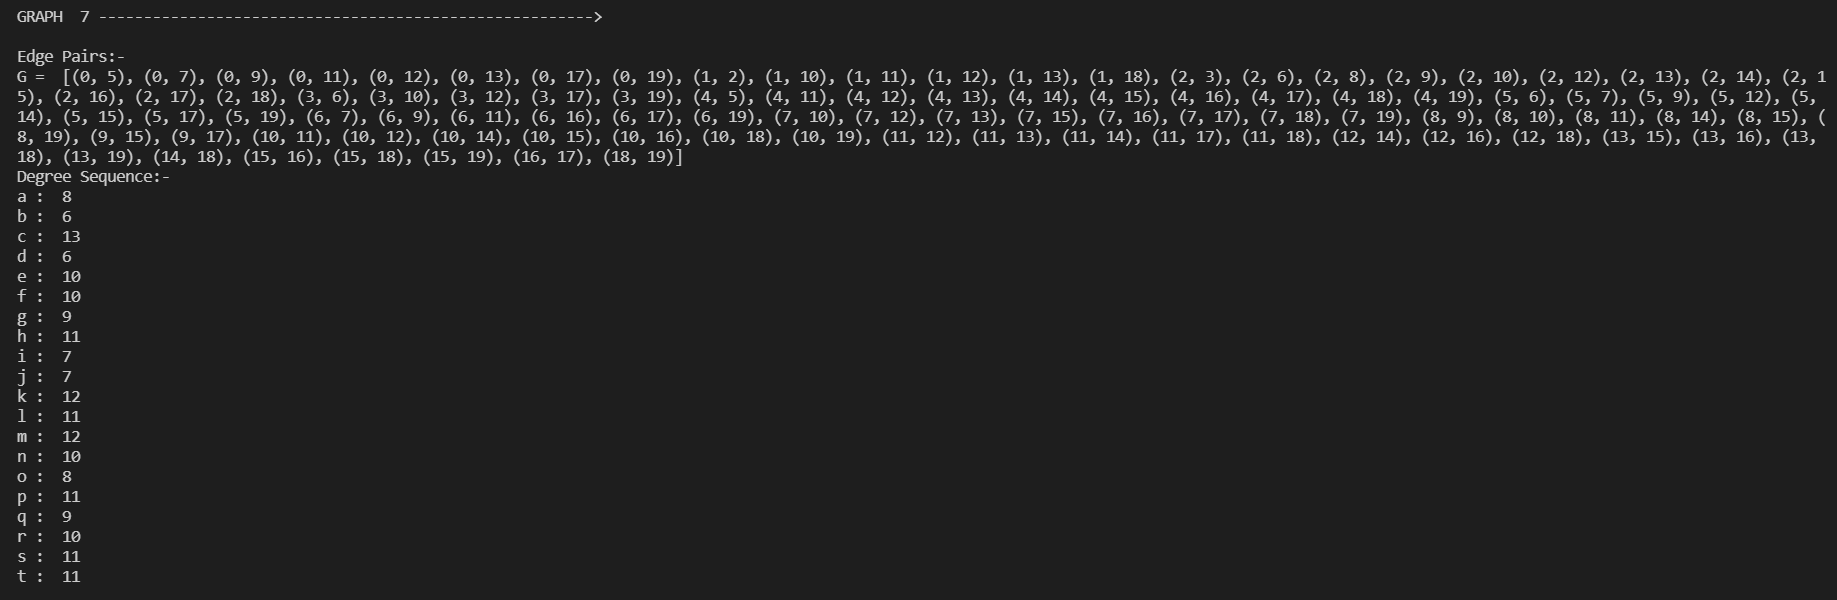 GRAPH  7 ------------------------------------------------------->
Edge Pairs:-
G =  [(0, 5), (0, 7), (0, 9), (0, 11), (0, 12), (0, 13), (0, 17), (0, 19), (1, 2), (1, 10), (1, 11), (1, 12), (1, 13), (1, 18), (2, 3), (2, 6), (2, 8), (2, 9), (2, 10), (2, 12), (2, 13), (2, 14), (2, 1
5), (2, 16), (2, 17), (2, 18), (3, 6), (3, 10), (3, 12), (3, 17), (3, 19), (4, 5), (4, 11), (4, 12), (4, 13), (4, 14), (4, 15), (4, 16), (4, 17), (4, 18), (4, 19), (5, 6), (5, 7), (5, 9), (5, 12), (5,
14), (5, 15), (5, 17), (5, 19), (6, 7), (6, 9), (6, 11), (6, 16), (6, 17), (6, 19), (7, 10), (7, 12), (7, 13), (7, 15), (7, 16), (7, 17), (7, 18), (7, 19), (8, 9), (8, 10), (8, 11), (8, 14), (8, 15), (
8, 19), (9, 15), (9, 17), (10, 11), (10, 12), (10, 14), (10, 15), (10, 16), (10, 18), (10, 19), (11, 12), (11, 13), (11, 14), (11, 17), (11, 18), (12, 14), (12, 16), (12, 18), (13, 15), (13, 16), (13,
18), (13, 19), (14, 18), (15, 16), (15, 18), (15, 19), (16, 17), (18, 19)]
Degree Sequence:-
a :  8
b :  6
c :  13
d :  6
e :  10
f :  10
g :  9
h :  11
i :  7
j :  7
k :  12
l :  11
m :  12
n :  10
o :  8
p :  11
q :  9
r :  10
s :  11
t :  11